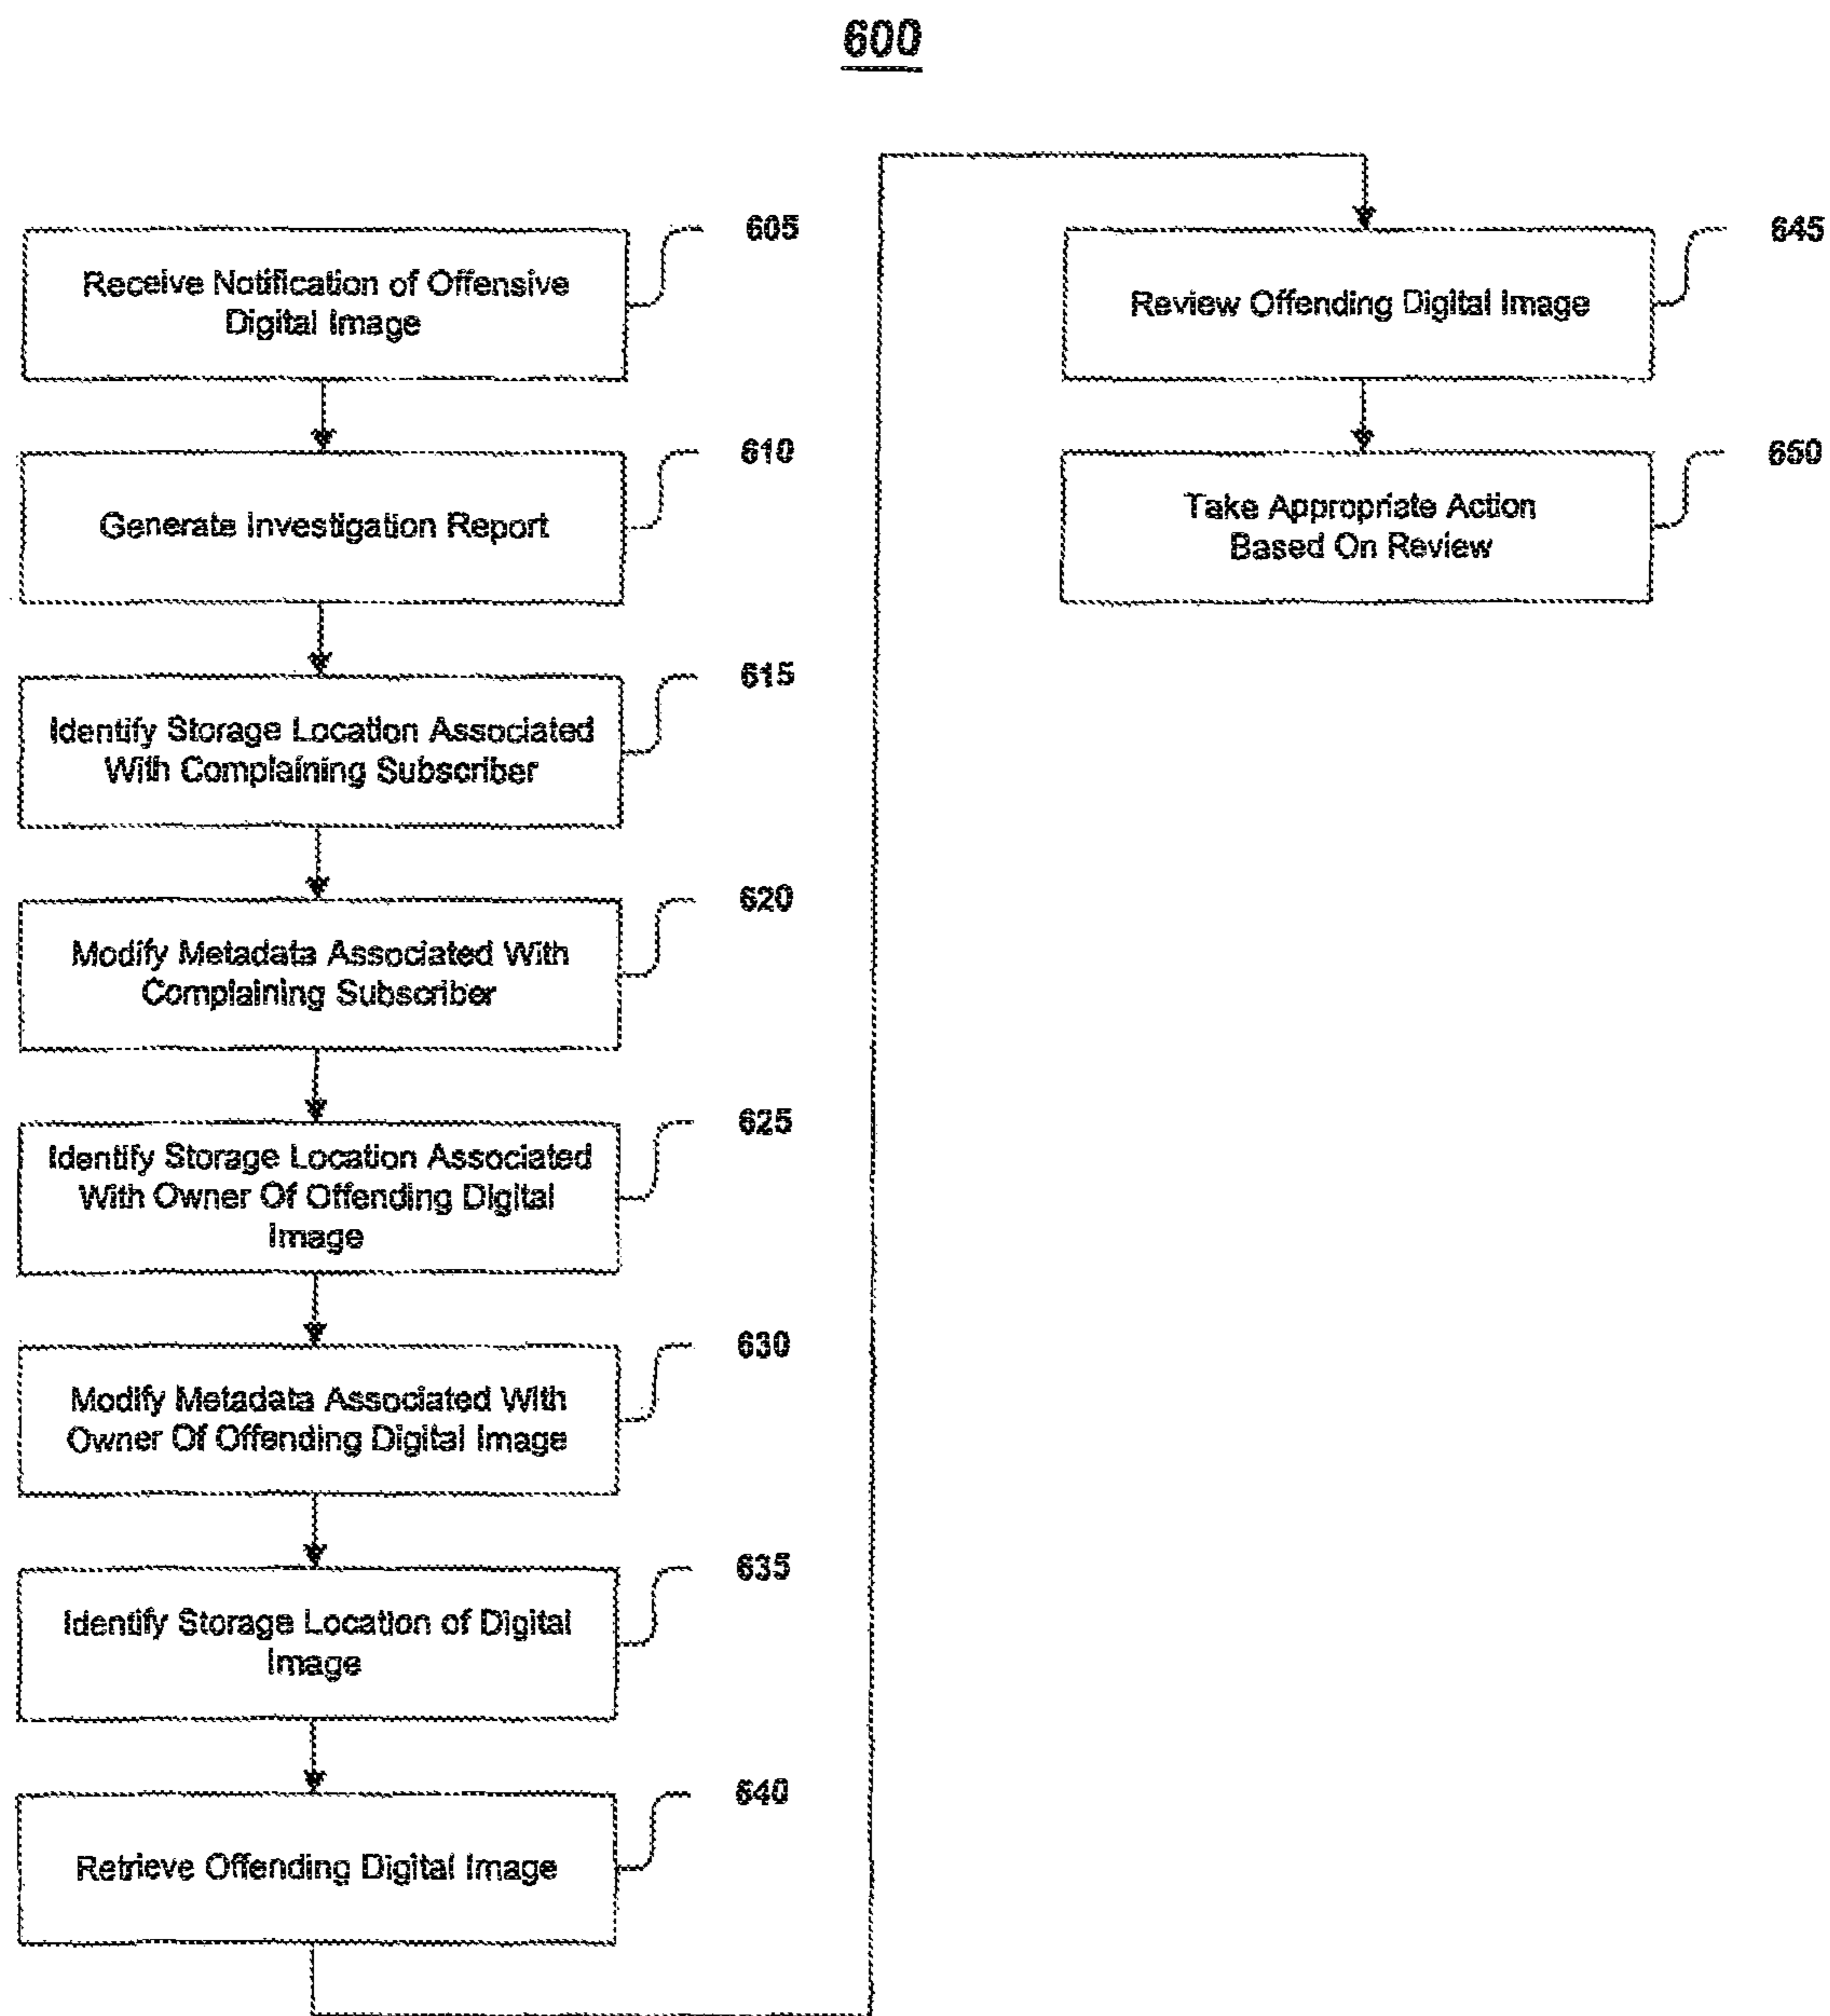 600
605
Receive Notification of Offensive
Digital Image
610
Generate Investigation Report
615
Identify Storage Location Associated
With Complaining Subscriber
620
Modify Metadata Associated With
Complaining Subscriber
625
Identify Storage Location Associated
With Owner Of Offending Digital
Image
630
Modify Metadata Associated With
Owner Of Offending Digital Image
635
Identify Storage Location of Digital
Image
640
Retrieve Offending Digital Image
645
Review Offending Digital Image
650
Take Appropriate Action
Based On Review